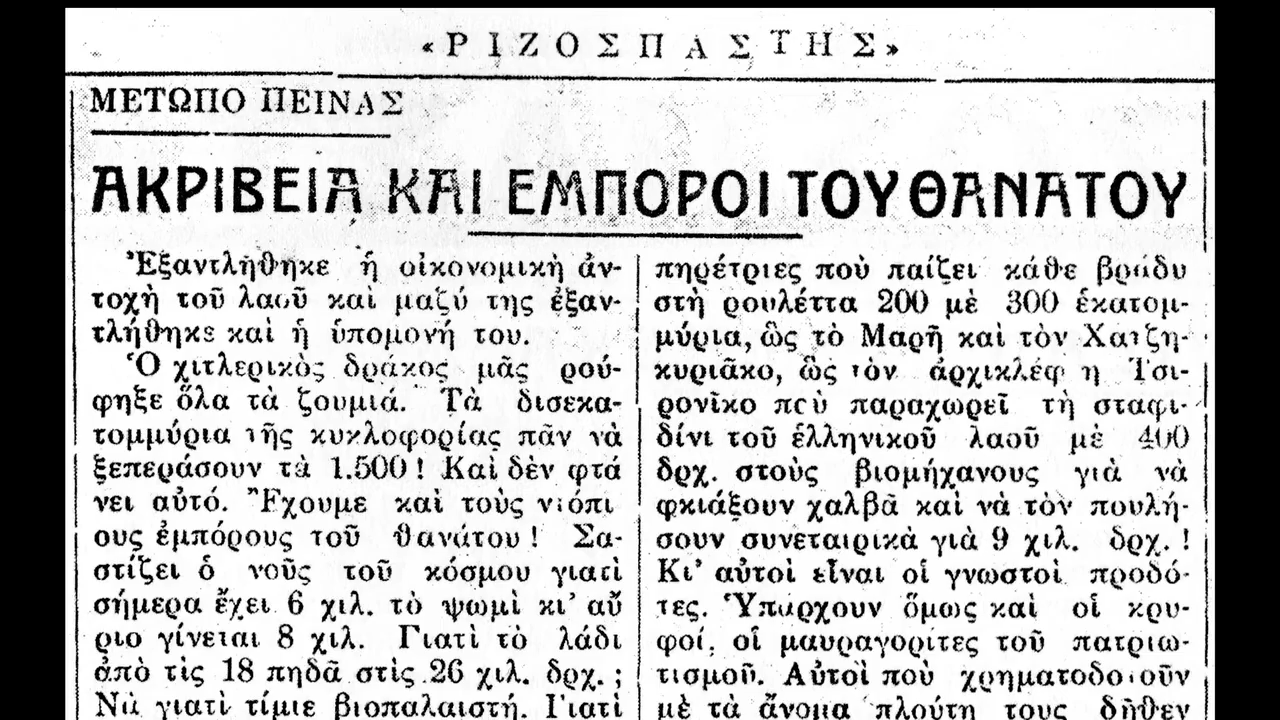 «ΡΙΖΟΣΠΑΣΤΗΣ»
ΜΕΤΩΠΟ ΠΕΙΝΑΣ
ΑΚΡΙΒΕΙΑ ΚΑΙ ΕΜΠΟΡΟΙ ΤΟΥ ΘΑΝΑΤΟΥ
Ἐξαντλήθηκε ἡ οἰκονομικὴ ἀν-
τοχὴ τοῦ λαοῦ καὶ μαζύ της ἐξαν-
τλήθηκε καὶ ἡ ὑπομονή του.
Ὁ χιτλερικὸς δράκος μᾶς ρού-
φηξε ὅλα τὰ ζουμιά. Τὰ δισεκα-
τομμύρια τῆς κυκλοφορίας πᾶν νὰ
ξεπεράσουν τὰ 1.500! Καὶ δὲν φτά
νει αὐτό. Ἔχουμε καὶ τοὺς ντόπι
ους ἐμπόρους τοῦ θανάτου! Σα-
στίζει ὁ νοῦς τοῦ κόσμου γιατὶ
σήμερα ἔχει 6 χιλ. τὸ ψωμὶ κι' αὔ
ριο γίνεται 8 χιλ. Γιατὶ τὸ λάδι
ἀπὸ τὶς 18 πηδᾶ στὶς 26 χιλ. δρχ.;
Νὰ γιατὶ τίμιε βιοπαλαιστή. Γιατὶ
πηρέτριες ποὺ παίζει κάθε βράδυ
στὴ ρουλέττα 200 μὲ 300 ἑκατομ-
μύρια, ὣς τὸ Μαρῆ καὶ τὸν Χατζη-
κυριᾶκο, ὣς τὸν ἀρχικλέφτη Τσι-
ρονῖκο ποὺ παραχωρεῖ τὴ σταφι-
δίνι τοῦ ἑλληνικοῦ λαοῦ μὲ 400
δρχ. στοὺς βιομήχανους γιὰ νὰ
φκιάξουν χαλβᾶ καὶ νὰ τὸν πουλή-
σουν συνεταιρικὰ γιὰ 9 χιλ. δρχ.!
Κι' αὐτοὶ εἶναι οἱ γνωστοὶ προδό-
τες. Ὑπάρχουν ὅμως καὶ οἱ κρυ-
φοί, οἱ μαυραγορίτες τοῦ πατριω-
τισμοῦ. Αὐτοὶ ποὺ χρηματοδοτοῦν
μὲ τὰ ἄνομα πλούτη τους δῆθεν